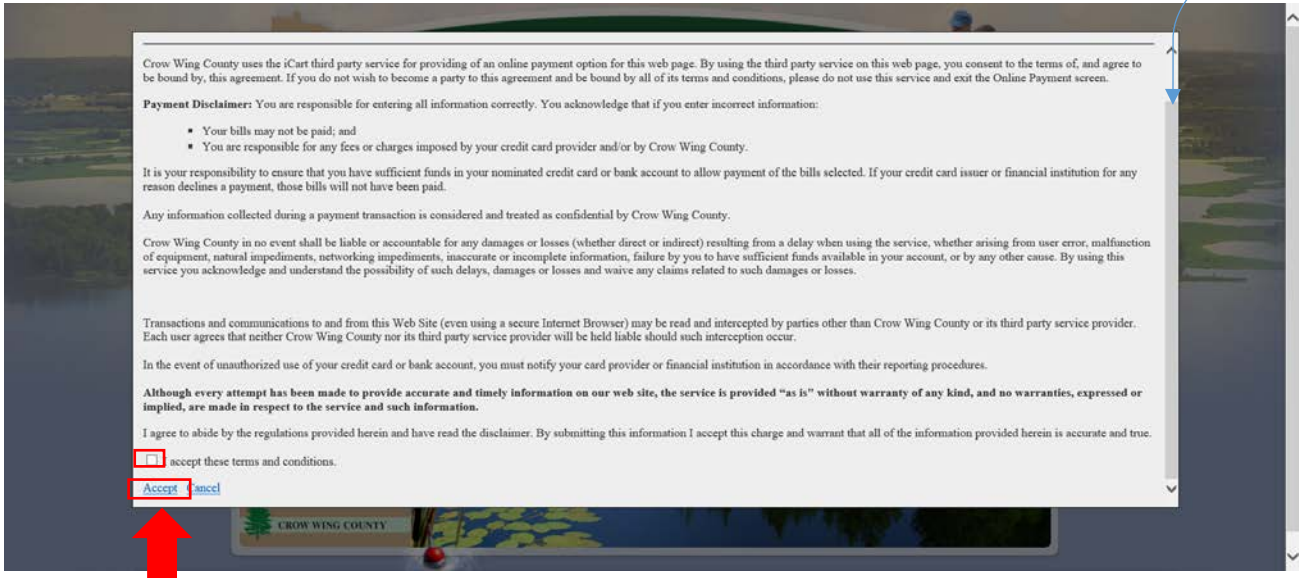 Crow Wing County uses the iCart third party service for providing of an online payment option for this web page. By using the third party service on this web page, you consent to the terms of, and agree to
be bound by, this agreement. If you do not wish to become a party to this agreement and be bound by all of its terms and conditions, please do not use this service and exit the Online Payment screen.
Payment Disclaimer: You are responsible for entering all information correctly. You acknowledge that if you enter incorrect information:
▪ Your bills may not be paid; and
▪ You are responsible for any fees or charges imposed by your credit card provider and/or by Crow Wing County.
It is your responsibility to ensure that you have sufficient funds in your nominated credit card or bank account to allow payment of the bills selected. If your credit card issuer or financial institution for any
reason declines a payment, those bills will not have been paid.
Any information collected during a payment transaction is considered and treated as confidential by Crow Wing County.
Crow Wing County in no event shall be liable or accountable for any damages or losses (whether direct or indirect) resulting from a delay when using the service, whether arising from user error, malfunction
of equipment, natural impediments, networking impediments, inaccurate or incomplete information, failure by you to have sufficient funds available in your account, or by any other cause. By using this
service you acknowledge and understand the possibility of such delays, damages or losses and waive any claims related to such damages or losses.
Transactions and communications to and from this Web Site (even using a secure Internet Browser) may be read and intercepted by parties other than Crow Wing County or its third party service provider.
Each user agrees that neither Crow Wing County nor its third party service provider will be held liable should such interception occur.
In the event of unauthorized use of your credit card or bank account, you must notify your card provider or financial institution in accordance with their reporting procedures.
Although every attempt has been made to provide accurate and timely information on our web site, the service is provided “as is” without warranty of any kind, and no warranties, expressed or
implied, are made in respect to the service and such information.
I agree to abide by the regulations provided herein and have read the disclaimer. By submitting this information I accept this charge and warrant that all of the information provided herein is accurate and true.
I accept these terms and conditions.
Accept Cancel
CROW WING COUNTY